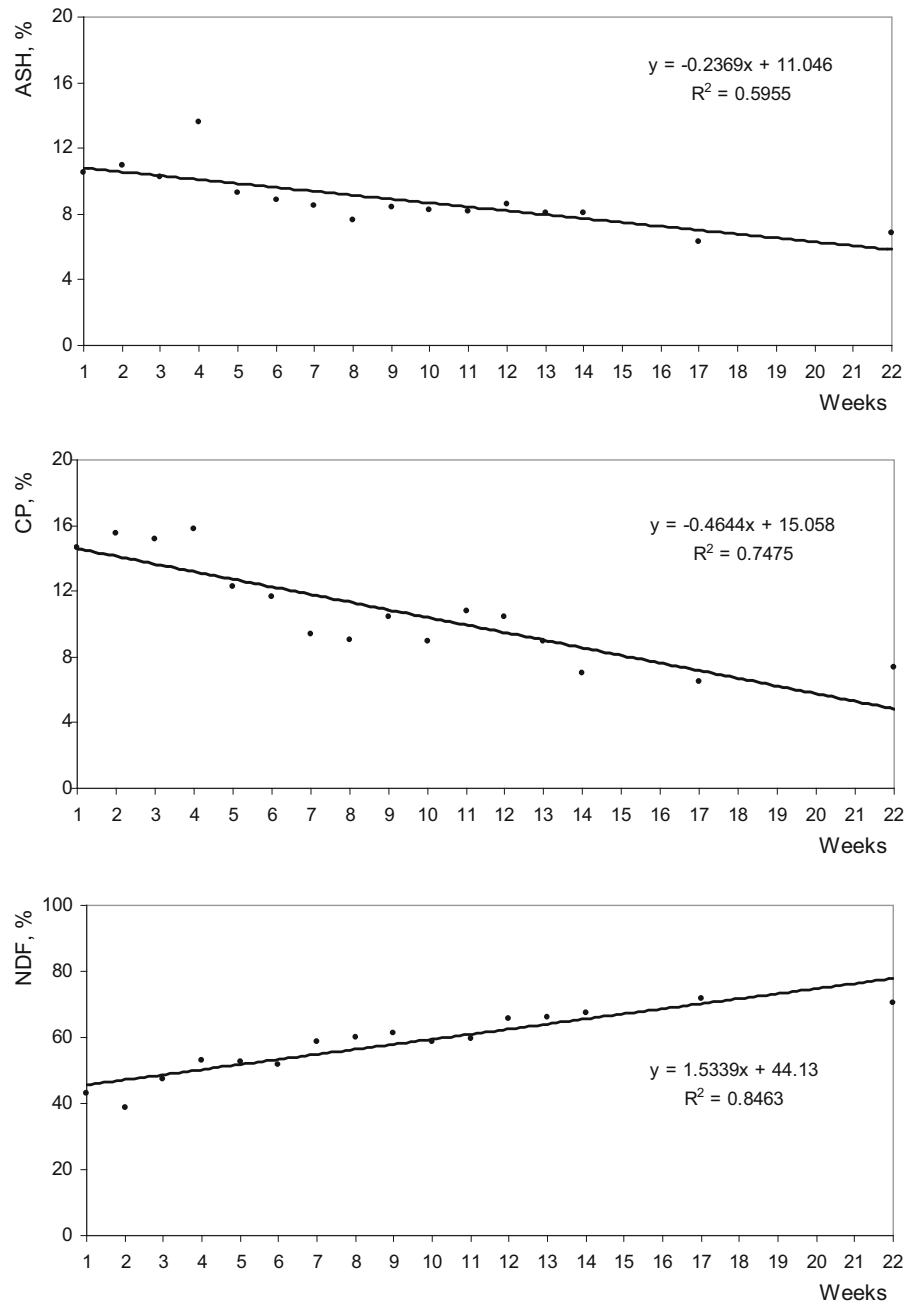 ASH, %
20
16
12
8
4
0
y = -0.2369x + 11.046
R² = 0.5955
1 2 3 4 5 6 7 8 9 10 11 12 13 14 15 16 17 18 19 20 21 22
Weeks
CP, %
20
16
12
8
4
0
y = -0.4644x + 15.058
R² = 0.7475
1 2 3 4 5 6 7 8 9 10 11 12 13 14 15 16 17 18 19 20 21 22
Weeks
NDF, %
100
80
60
40
20
0
y = 1.5339x + 44.13
R² = 0.8463
1 2 3 4 5 6 7 8 9 10 11 12 13 14 15 16 17 18 19 20 21 22
Weeks